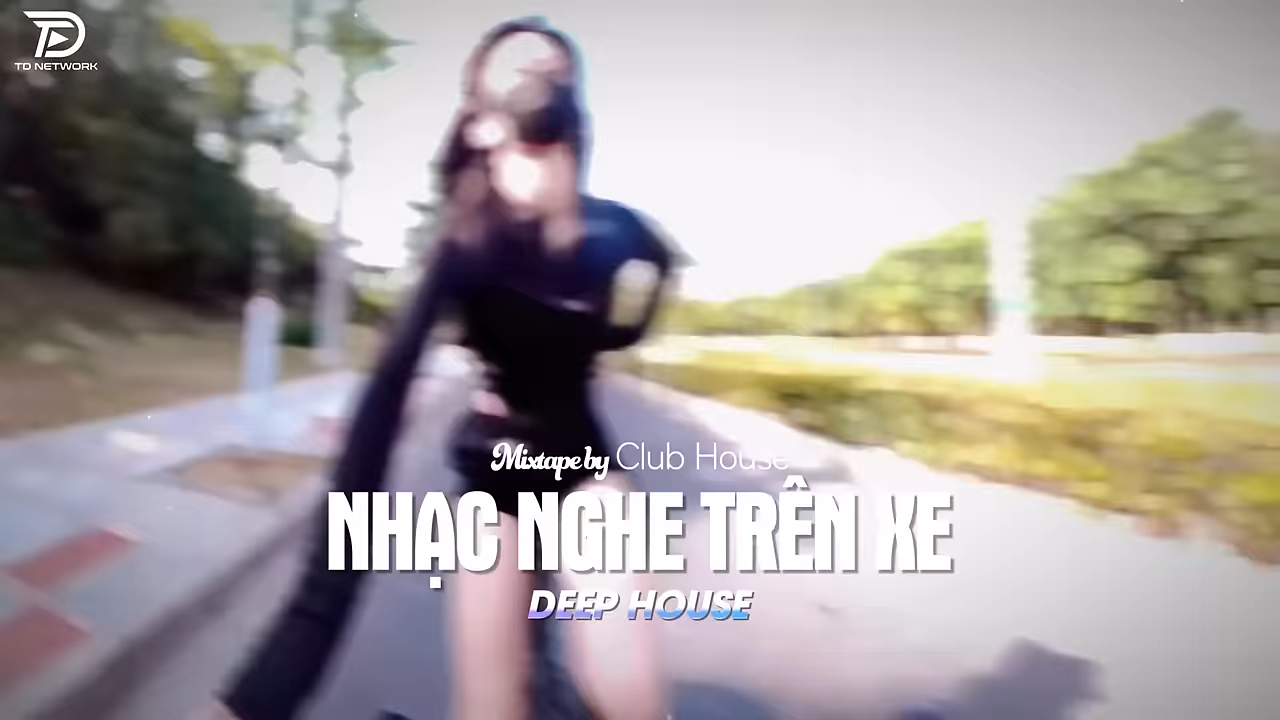 TD NETWORK
Mixtape by Club House
NHẠC NGHE TRÊN XE
DEEP HOUSE